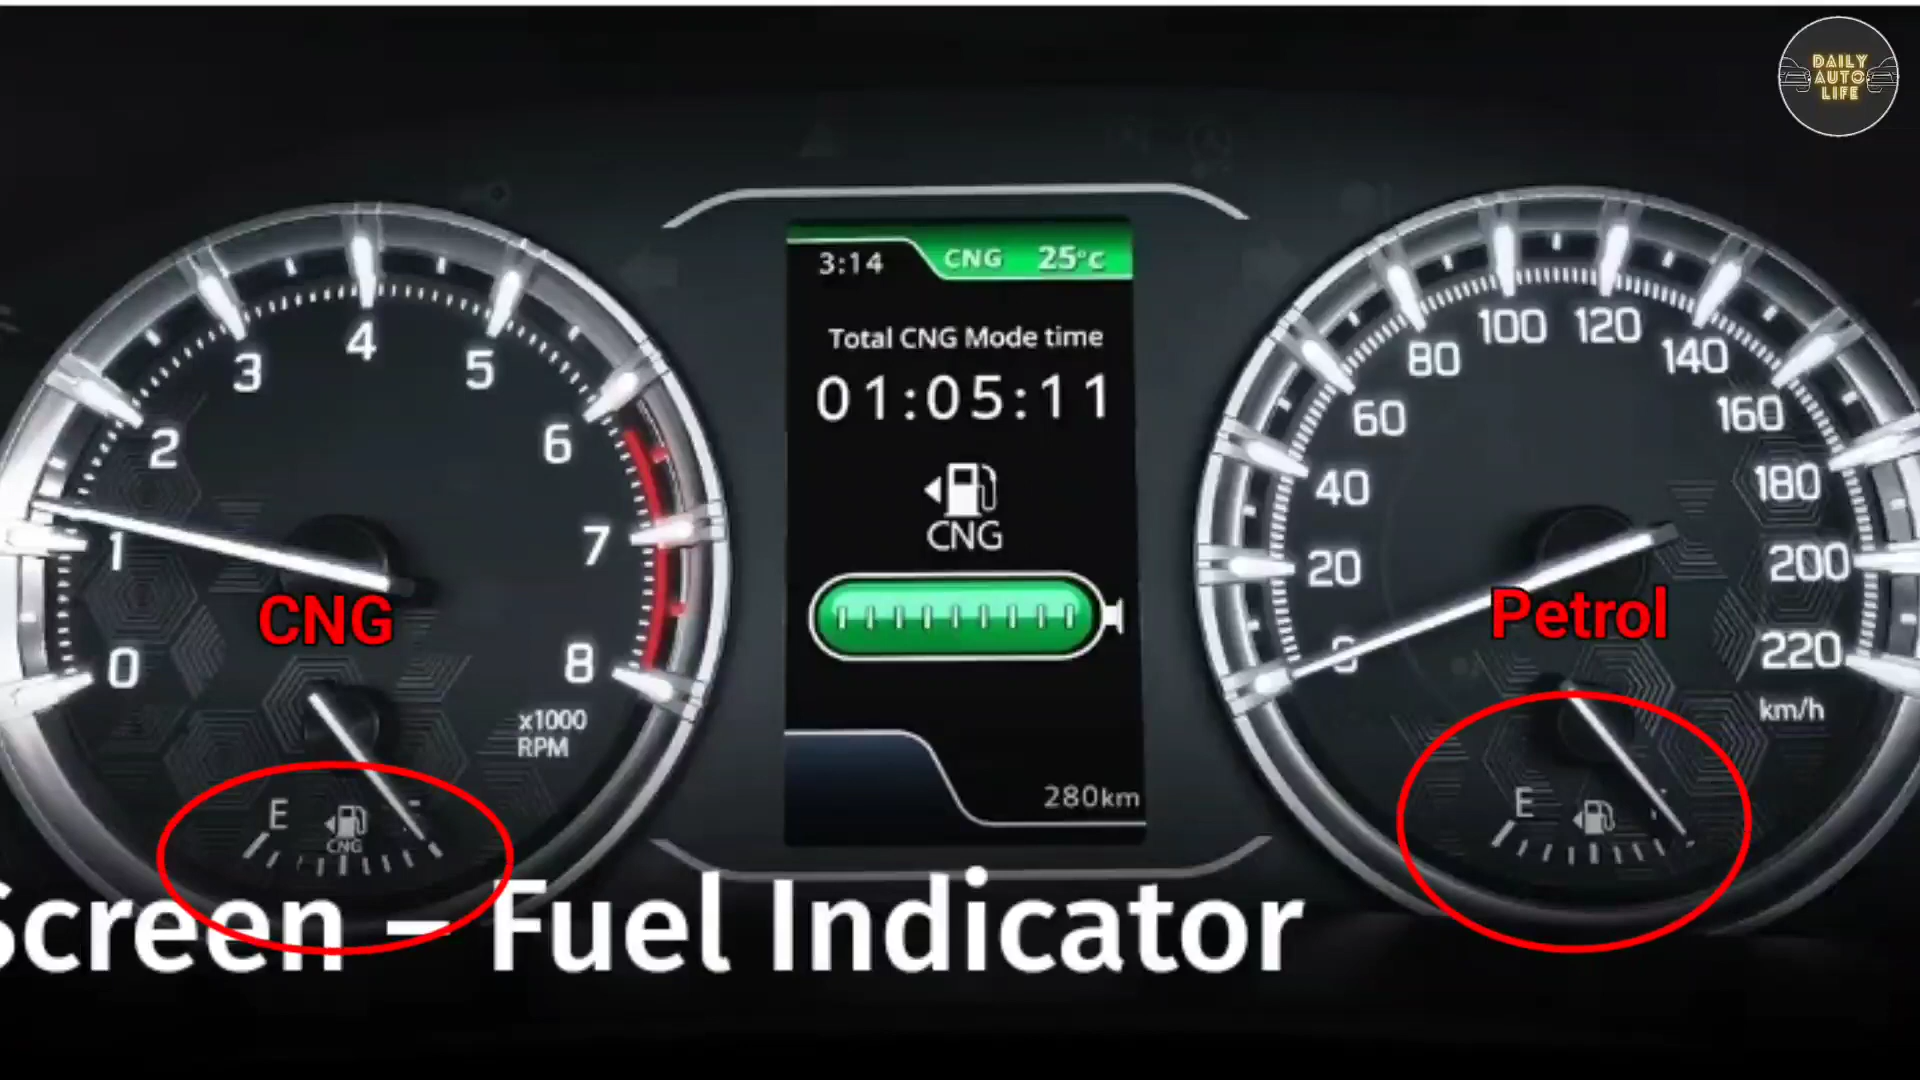 DAILY
AUTO
LIFE
3:14 CNG 25°C
Total CNG Mode time
01:05:11
CNG
280km
0
1
2
3
4
5
6
7
8
x1000
RPM
CNG
E
CNG
0
20
40
60
80
100
120
140
160
180
200
220
km/h
Petrol
E
Screen – Fuel Indicator